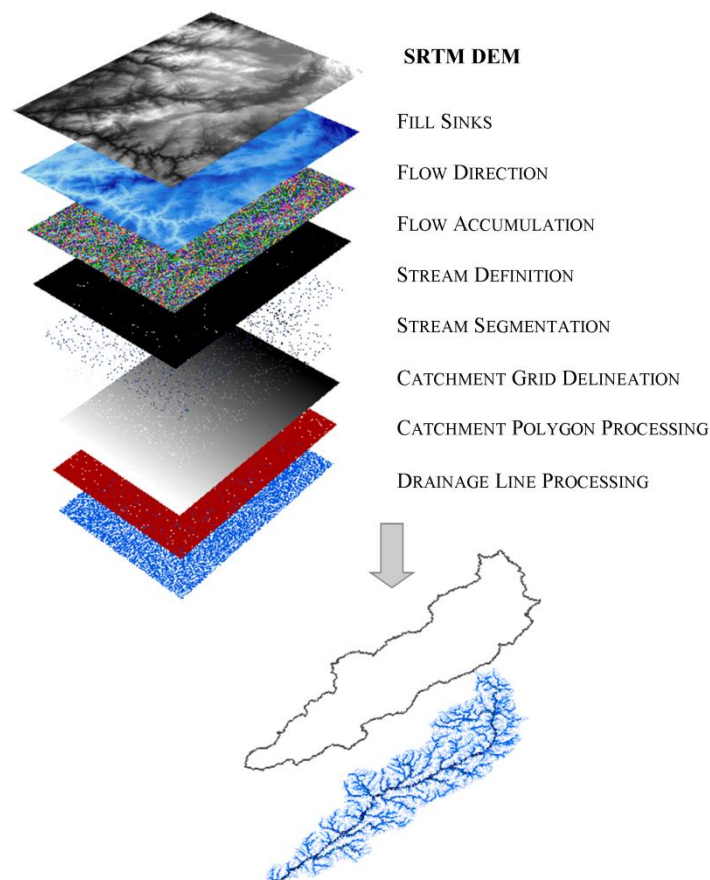 SRTM DEM
FILL SINKS
FLOW DIRECTION
FLOW ACCUMULATION
STREAM DEFINITION
STREAM SEGMENTATION
CATCHMENT GRID DELINEATION
CATCHMENT POLYGON PROCESSING
DRAINAGE LINE PROCESSING